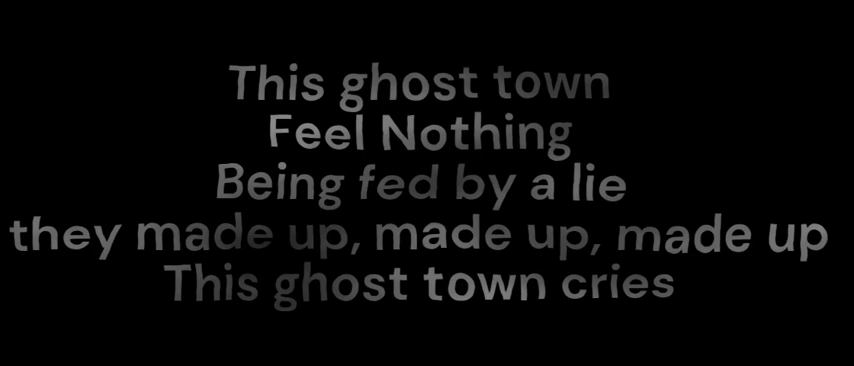 This ghost town
Feel Nothing
Being fed by a lie
they made up, made up, made up
This ghost town cries